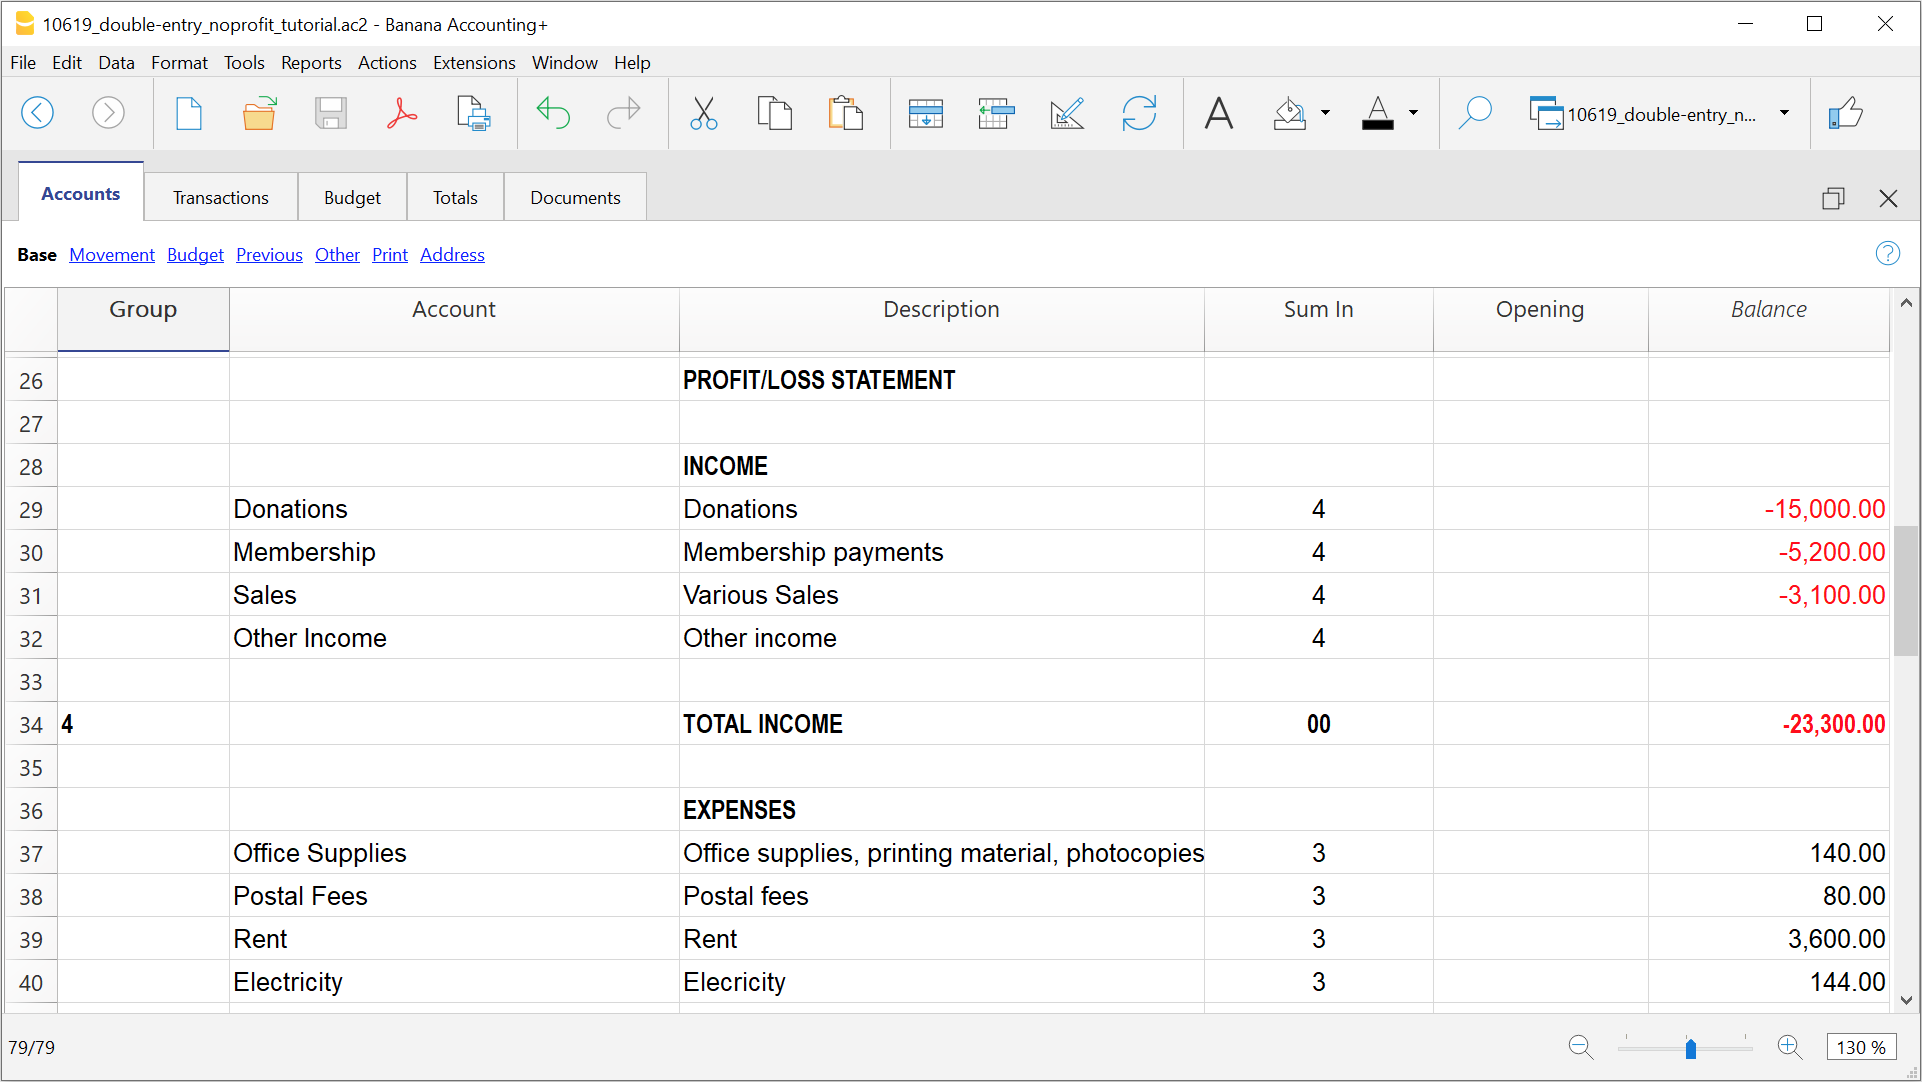 10619_double-entry_noprofit_tutorial.ac2 - Banana Accounting+
File Edit Data Format Tools Reports Actions Extensions Window Help
10619_double-entry_n...
Accounts Transactions Budget Totals Documents
Base Movement Budget Previous Other Print Address
Group Account Description Sum In Opening Balance
26 PROFIT/LOSS STATEMENT
27
28 INCOME
29 Donations Donations 4 -15,000.00
30 Membership Membership payments 4 -5,200.00
31 Sales Various Sales 4 -3,100.00
32 Other Income Other income 4
33
34 4 TOTAL INCOME 00 -23,300.00
35
36 EXPENSES
37 Office Supplies Office supplies, printing material, photocopies 3 140.00
38 Postal Fees Postal fees 3 80.00
39 Rent Rent 3 3,600.00
40 Electricity Elecricity 3 144.00
79/79 130 %